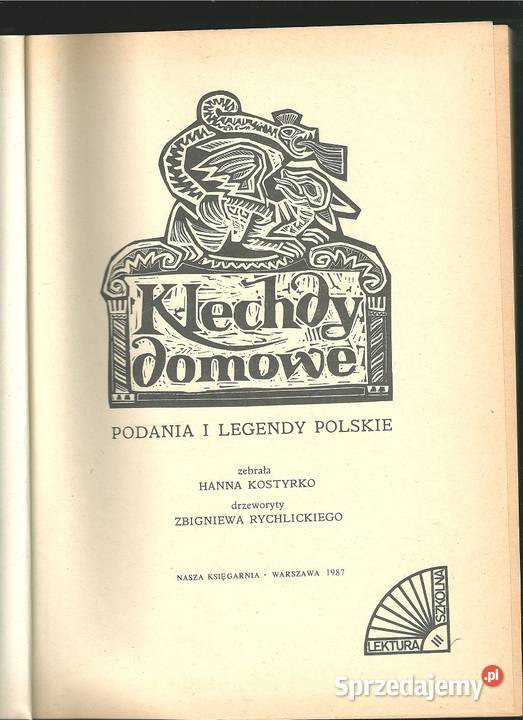 Klechdy
domowe
PODANIA I LEGENDY POLSKIE
zebrała
HANNA KOSTYRKO
drzeworyty
ZBIGNIEWA RYCHLICKIEGO
NASZA KSIĘGARNIA • WARSZAWA 1987
LEKTURA III SZKOLNA
Sprzedajemy.pl